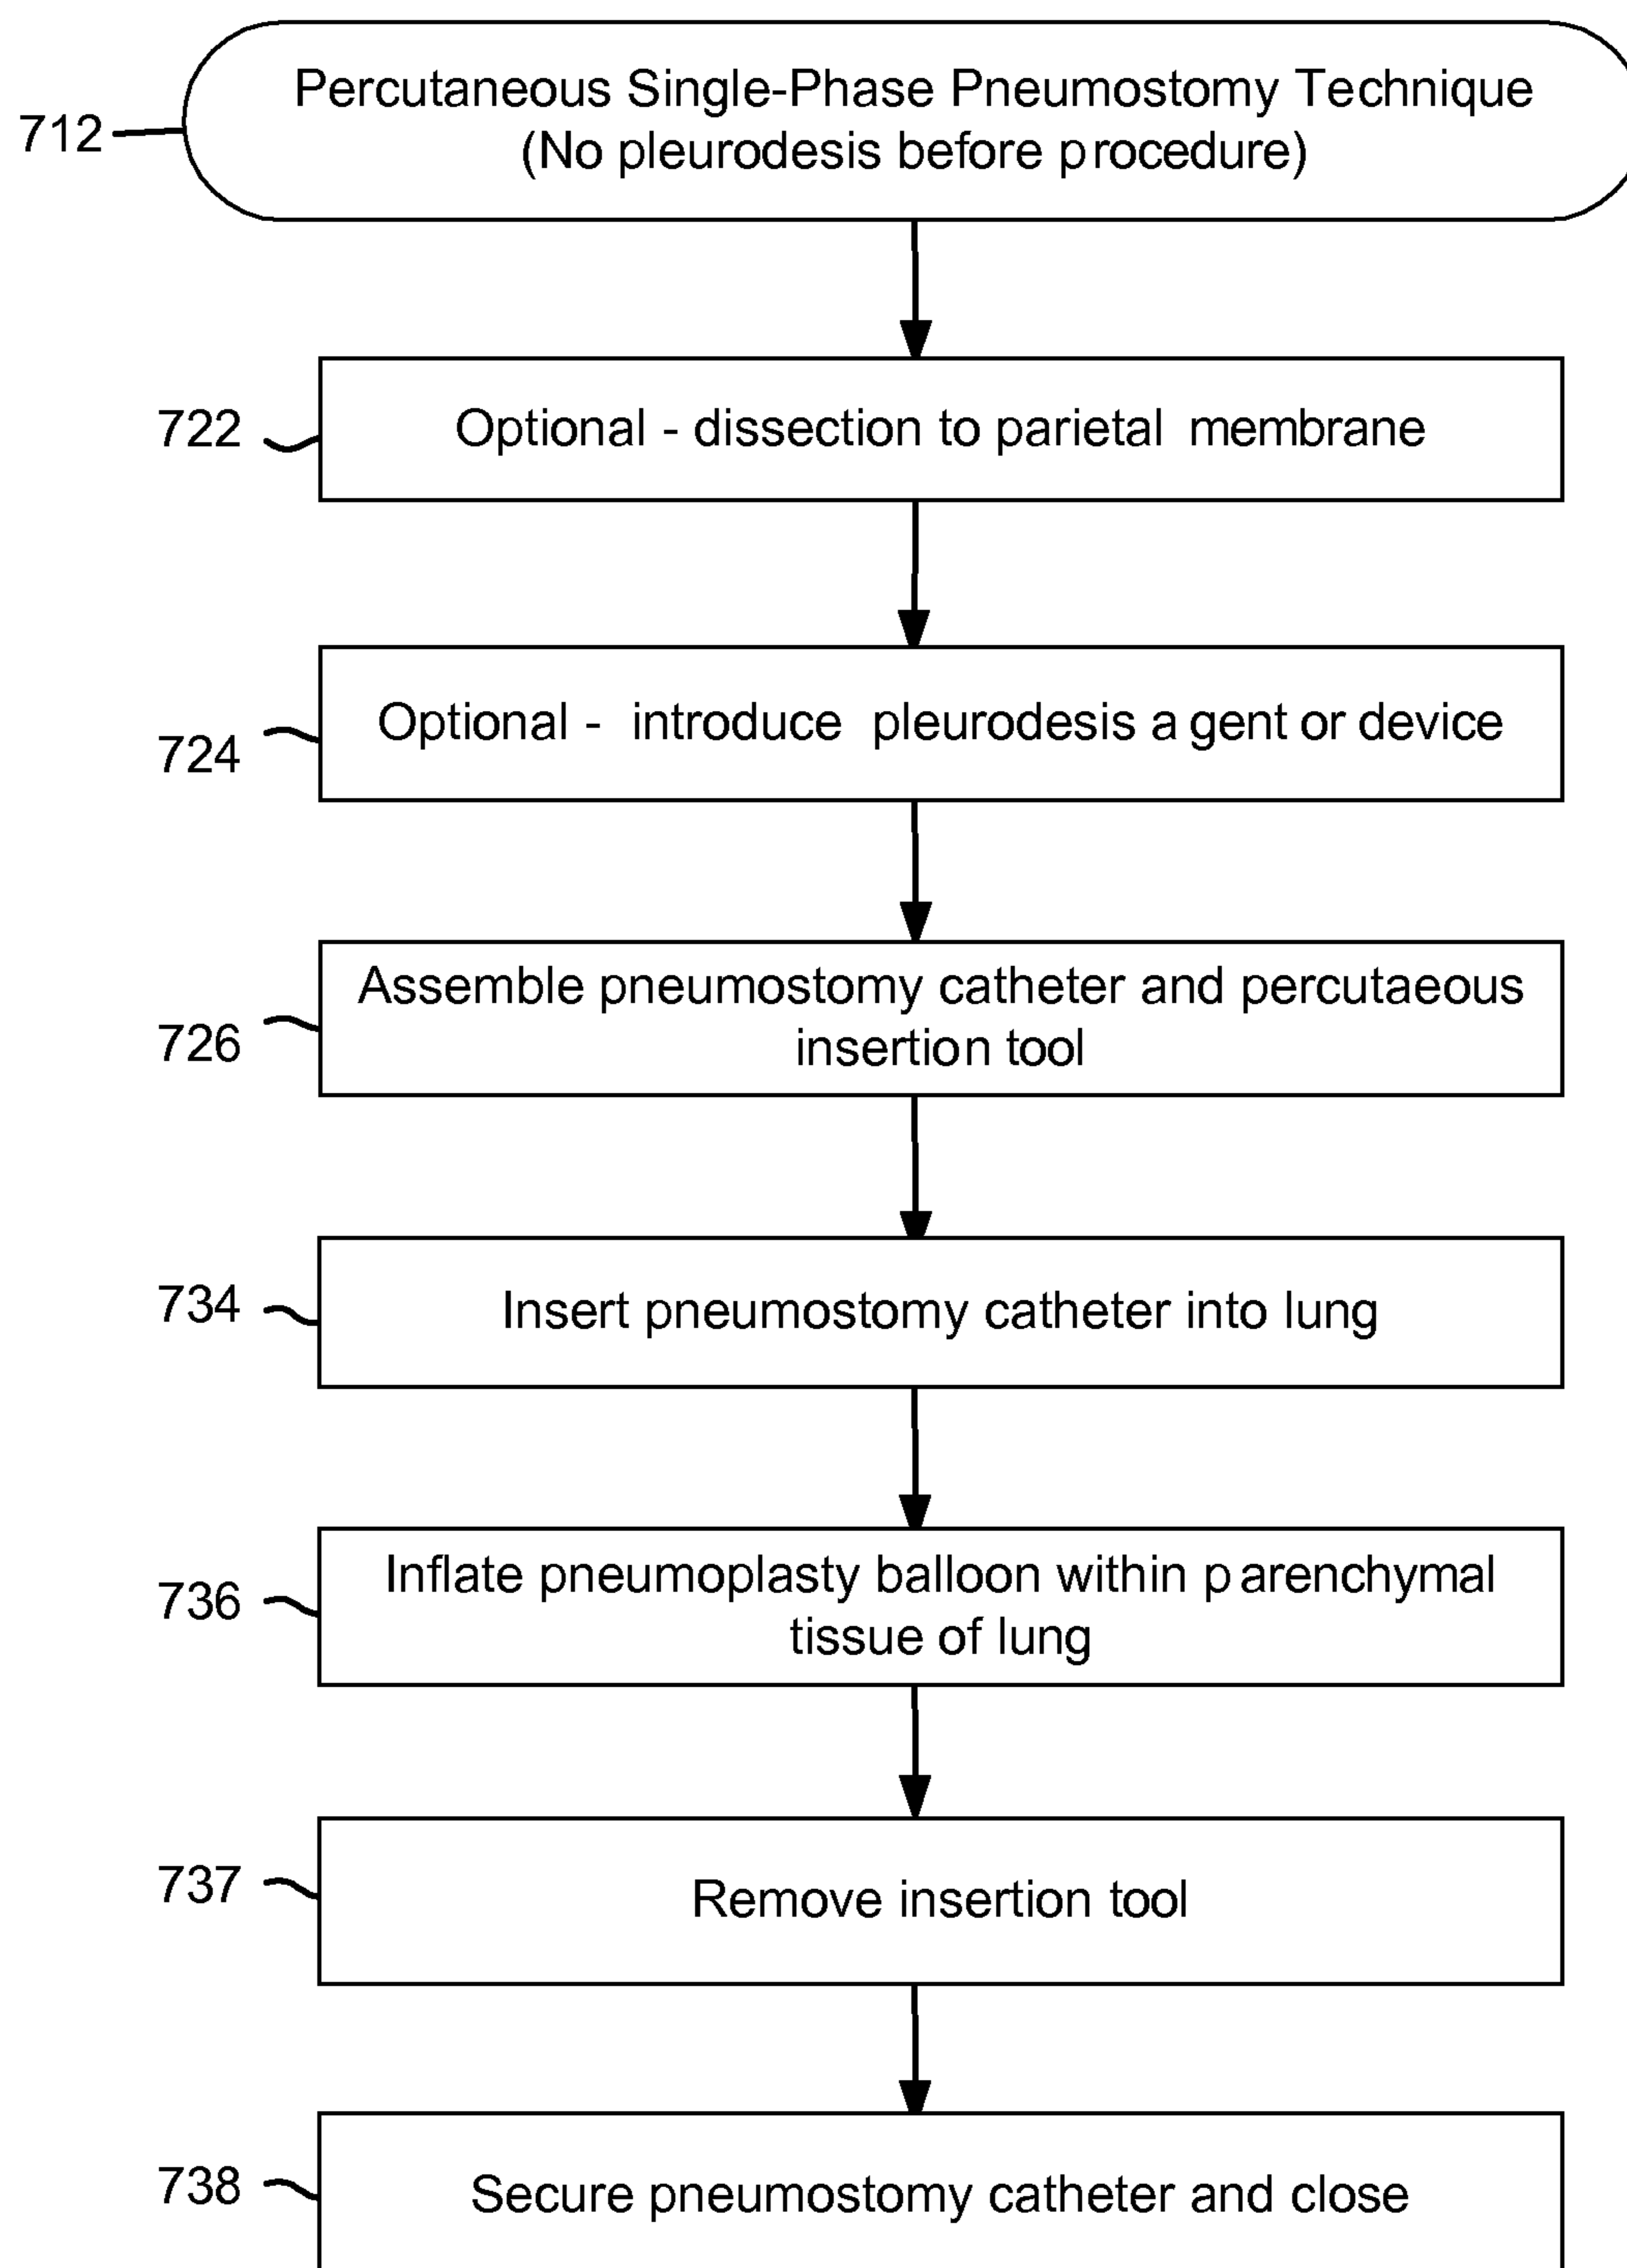 Percutaneous Single-Phase Pneumostomy Technique
712
(No pleurodesis before procedure)
722
Optional - dissection to parietal membrane
Optional - introduce pleurodesis agent or device
724
Assemble pneumostomy catheter and percutaeous
726
insertion tool
734
Insert pneumostomy catheter into lung
Inflate pneumoplasty balloon within parenchymal
736
tissue of lung
737
Remove insertion tool
738
Secure pneumostomy catheter and close